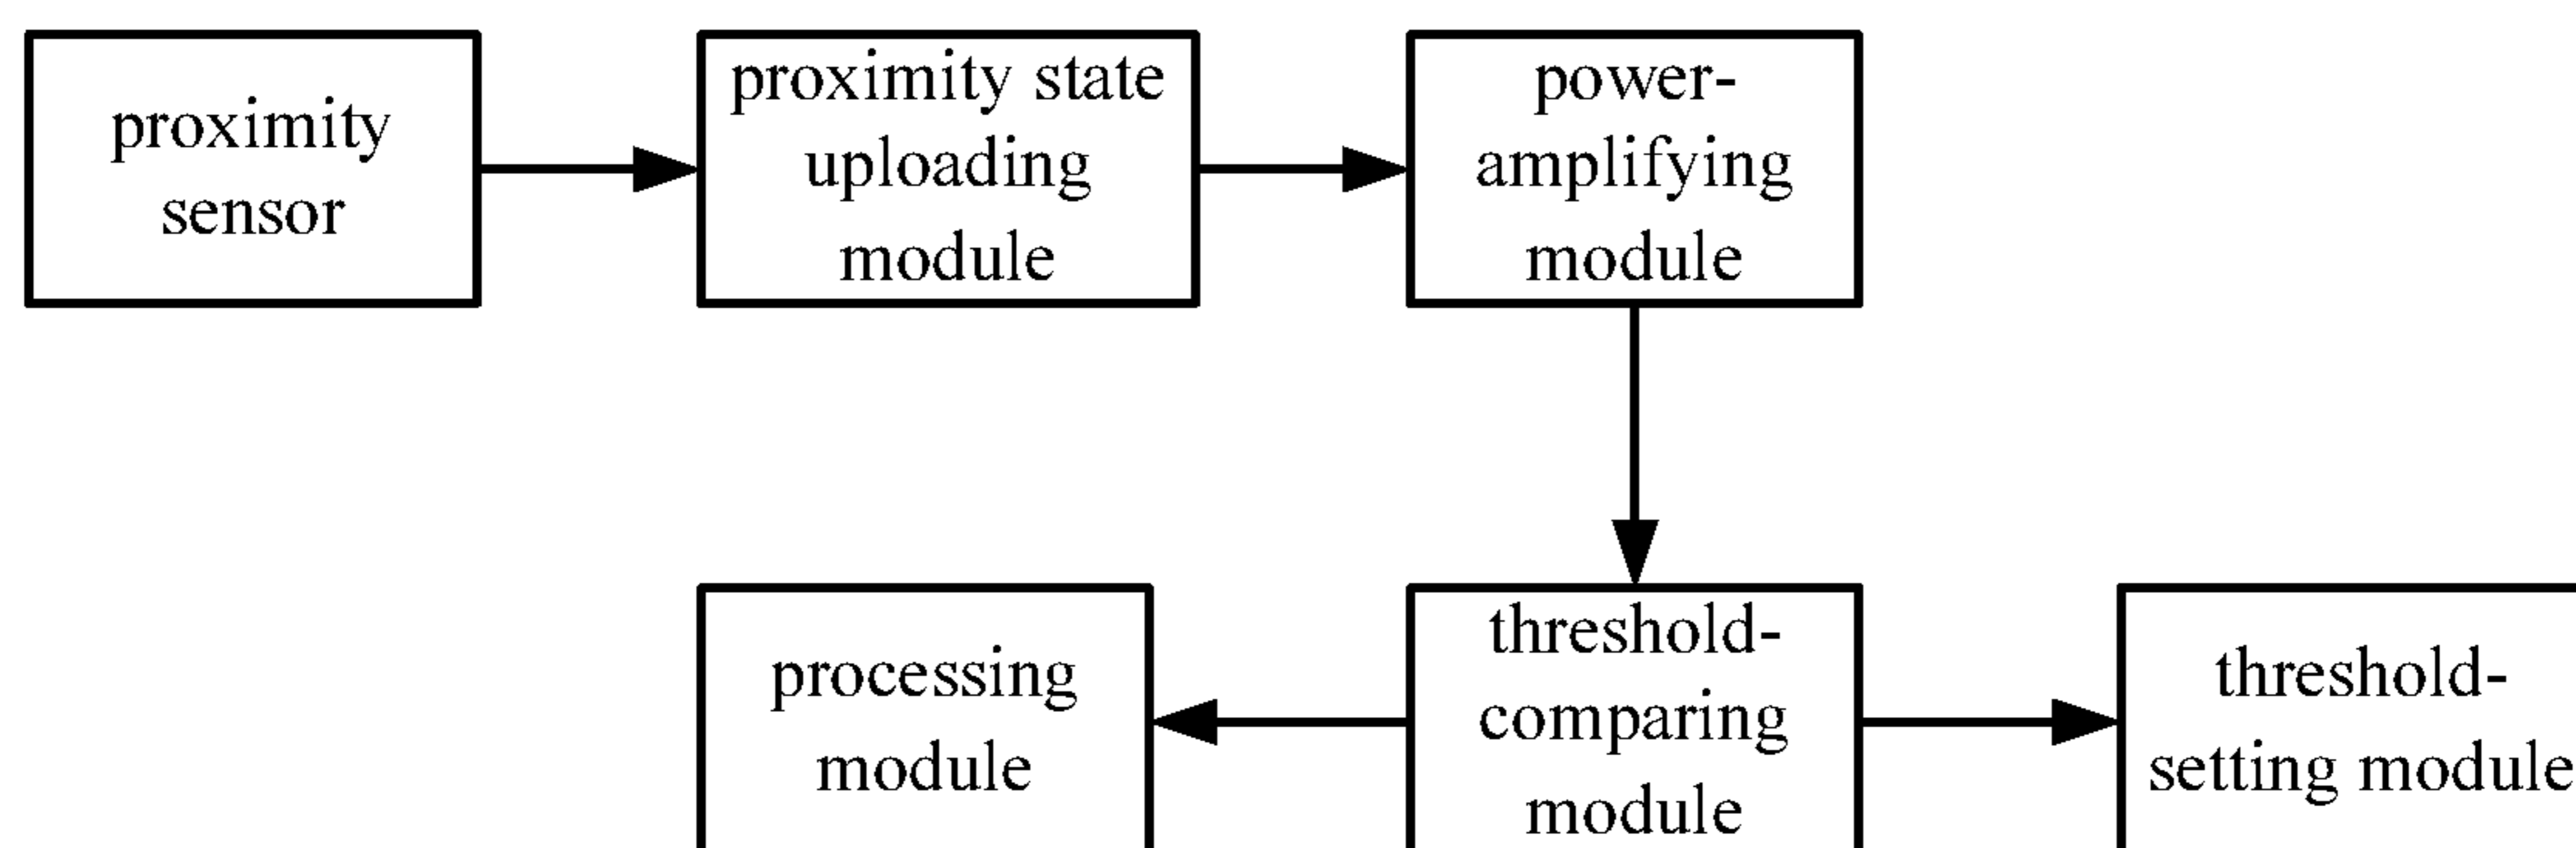 proximity
sensor
proximity state
uploading
module
power-
amplifying
module
processing
module
threshold-
comparing
module
threshold-
setting module